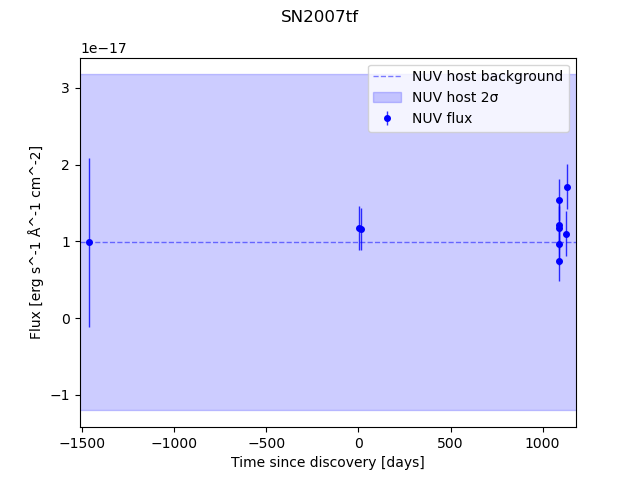 SN2007tf
1e−17
NUV host background
NUV host 2σ
NUV flux
3
2
1
0
−1
Flux [erg s^-1 Å^-1 cm^-2]
−1500
−1000
−500
0
500
1000
Time since discovery [days]